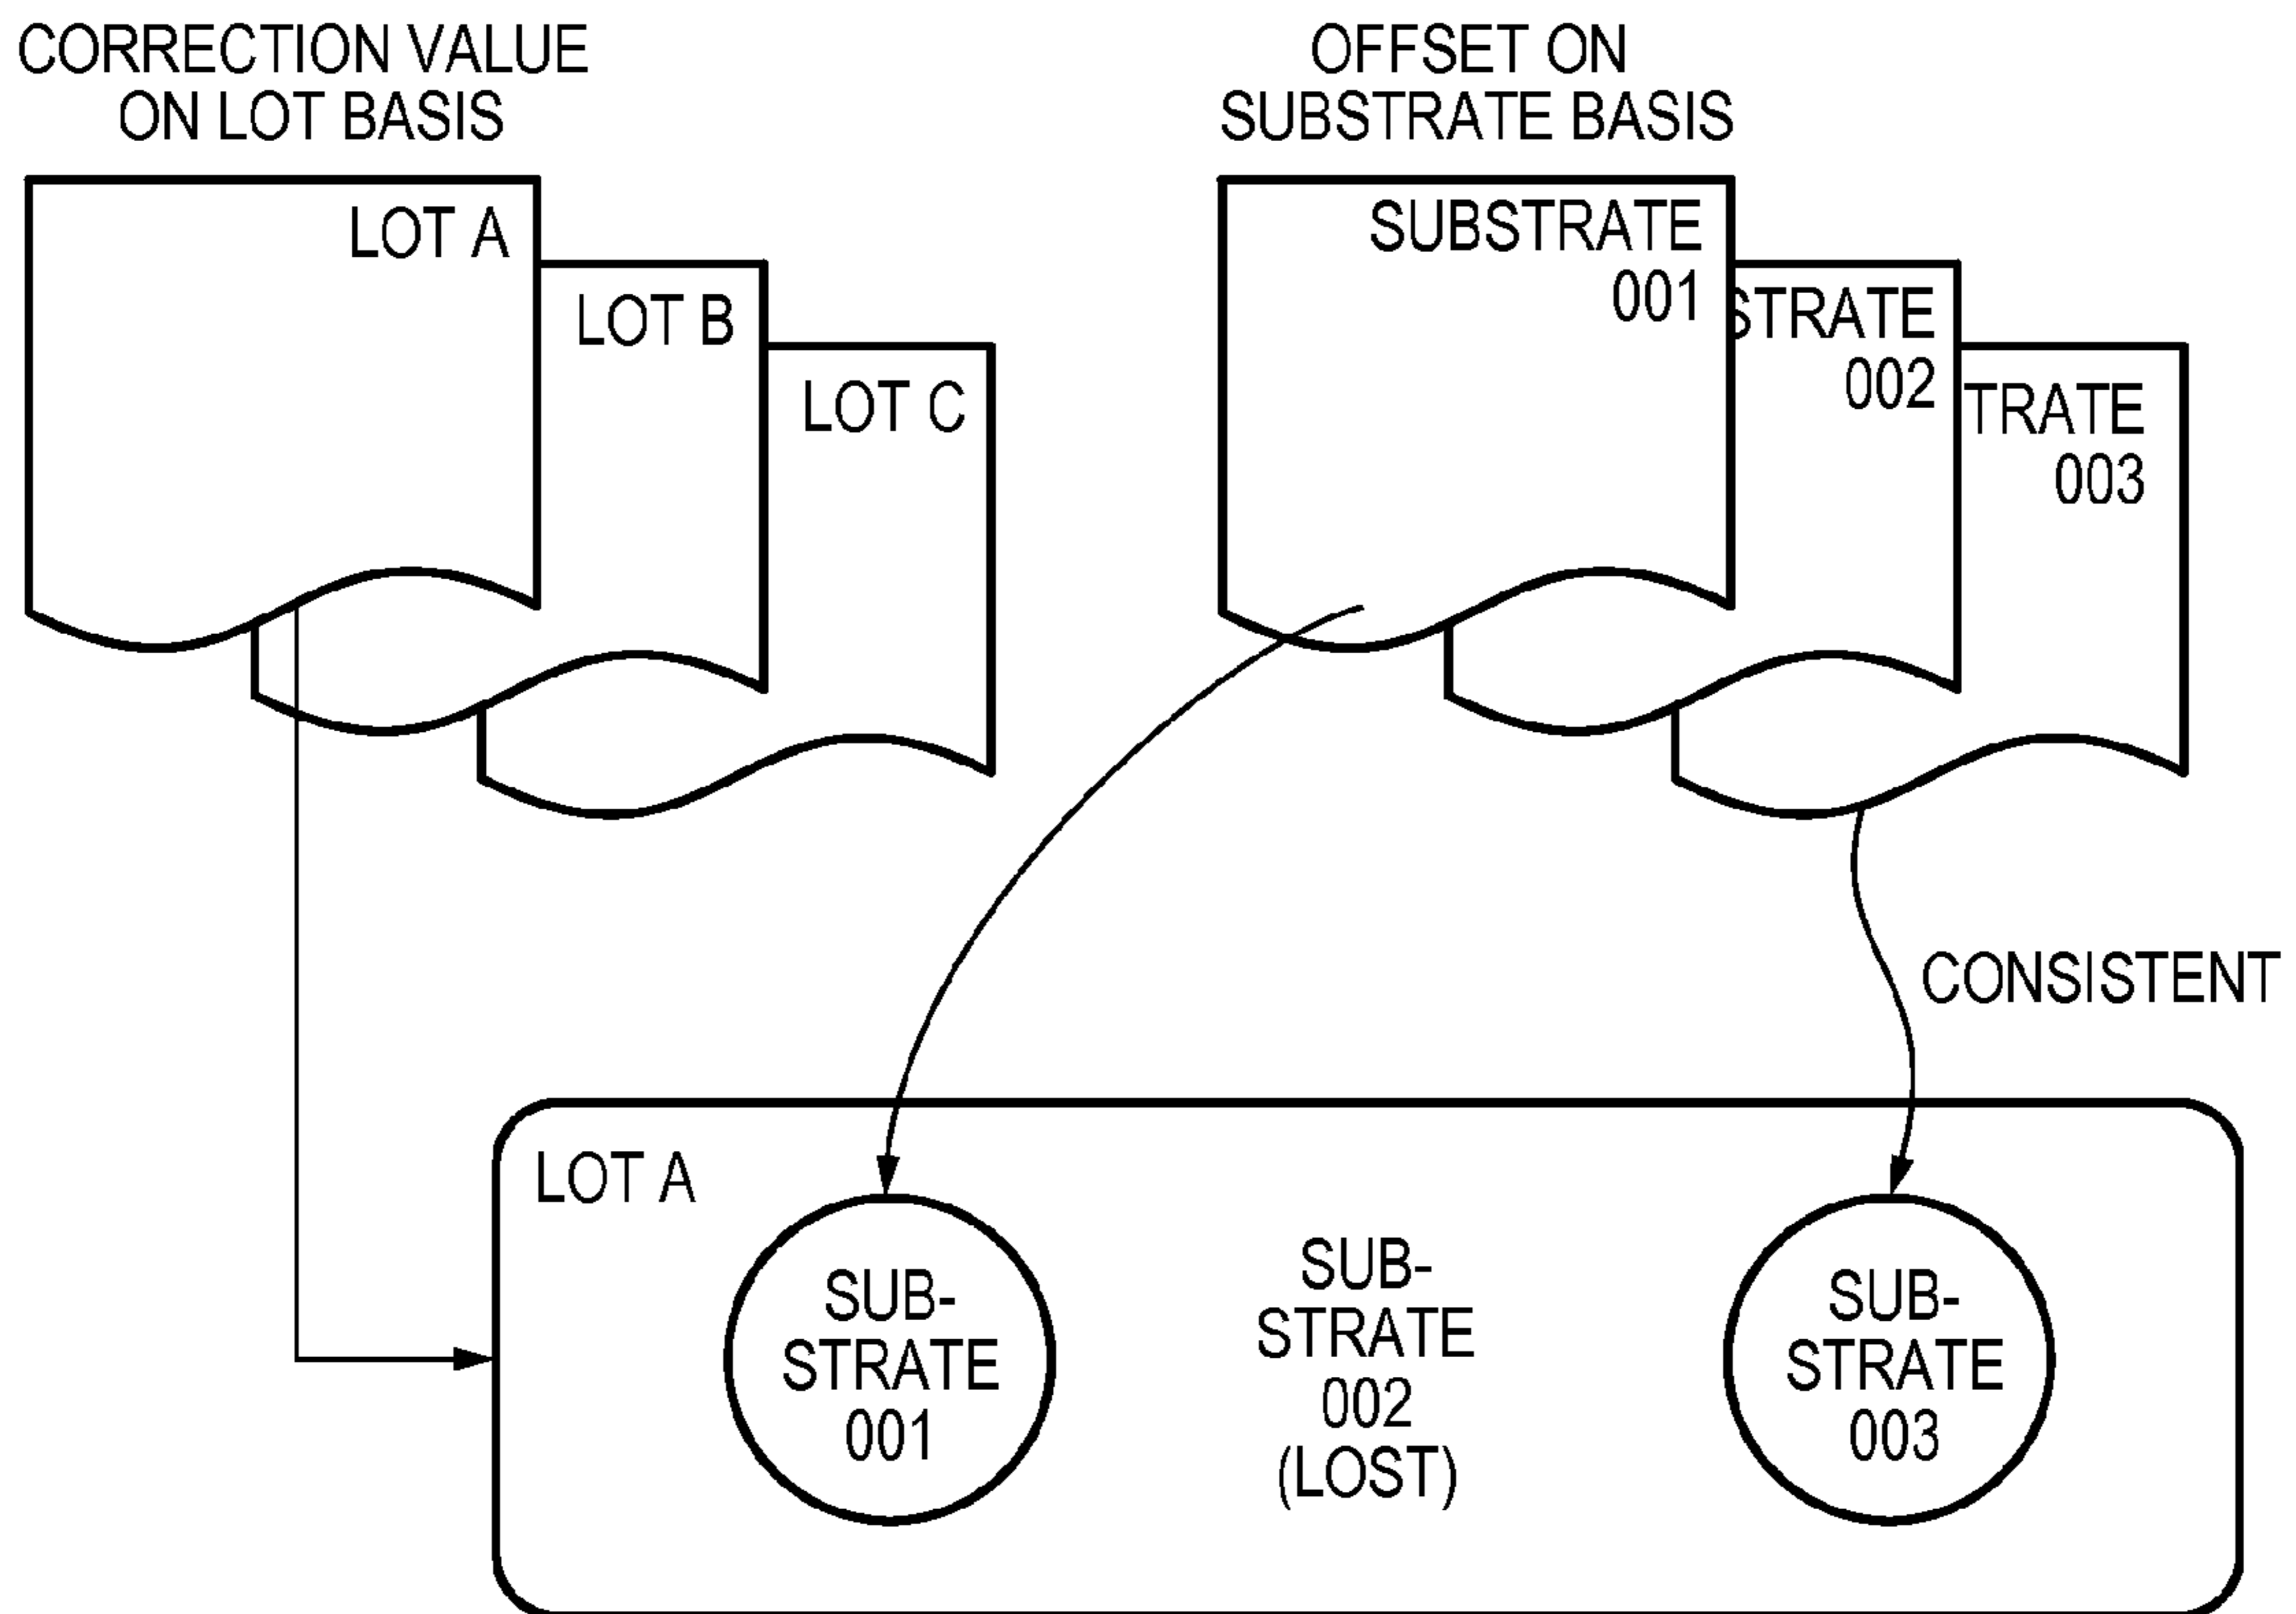 CORRECTION VALUE
ON LOT BASIS
OFFSET ON
SUBSTRATE BASIS
LOT A
LOT B
LOT C
SUBSTRATE
001
STRATE
002
TRATE
003
CONSISTENT
LOT A
SUB-
STRATE
001
SUB-
STRATE
002
(LOST)
SUB-
STRATE
003